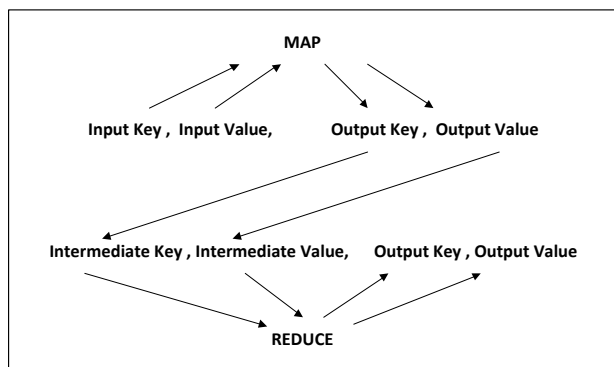 MAP
Input Key , Input Value, Output Key , Output Value
Intermediate Key , Intermediate Value, Output Key , Output Value
REDUCE